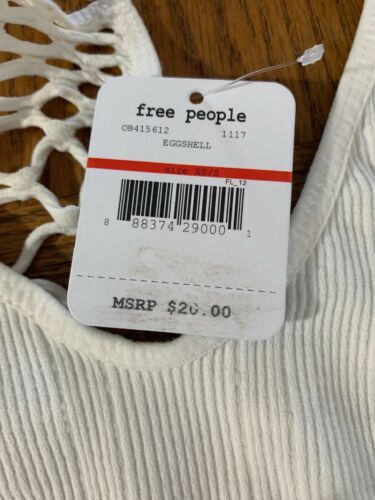 free people
OB415612 1117
EGGSHELL
size XS/S
FL_12
8 88374 29000 1
MSRP $20.00